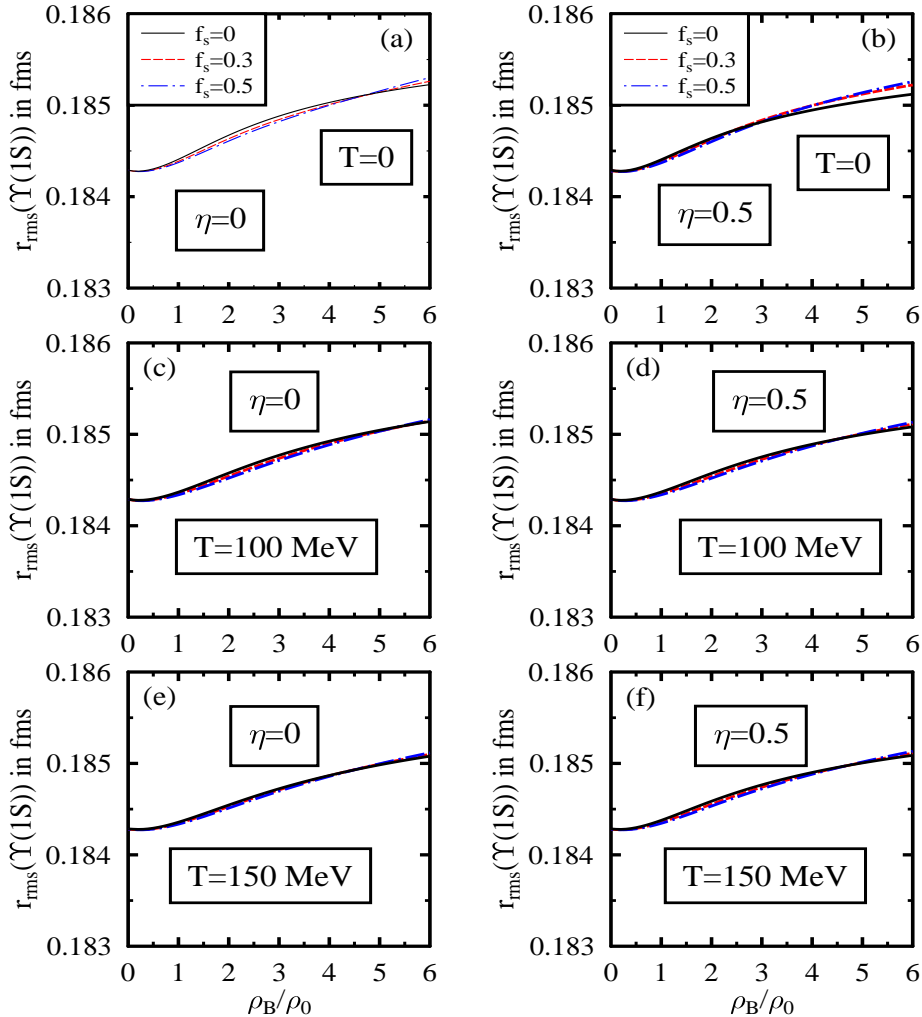 r_rms(ϒ(1S)) in fms
0.186
0.185
0.184
0.183
f_s=0
f_s=0.3
f_s=0.5
(a)
T=0
η=0
0 1 2 3 4 5 6
r_rms(ϒ(1S)) in fms
0.186
0.185
0.184
0.183
f_s=0
f_s=0.3
f_s=0.5
(b)
T=0
η=0.5
0 1 2 3 4 5 6
r_rms(ϒ(1S)) in fms
0.186
0.185
0.184
0.183
(c)
η=0
T=100 MeV
0 1 2 3 4 5 6
r_rms(ϒ(1S)) in fms
0.186
0.185
0.184
0.183
(d)
η=0.5
T=100 MeV
0 1 2 3 4 5 6
r_rms(ϒ(1S)) in fms
0.186
0.185
0.184
0.183
(e)
η=0
T=150 MeV
0 1 2 3 4 5 6
ρ_B/ρ_0
r_rms(ϒ(1S)) in fms
0.186
0.185
0.184
0.183
(f)
η=0.5
T=150 MeV
0 1 2 3 4 5 6
ρ_B/ρ_0